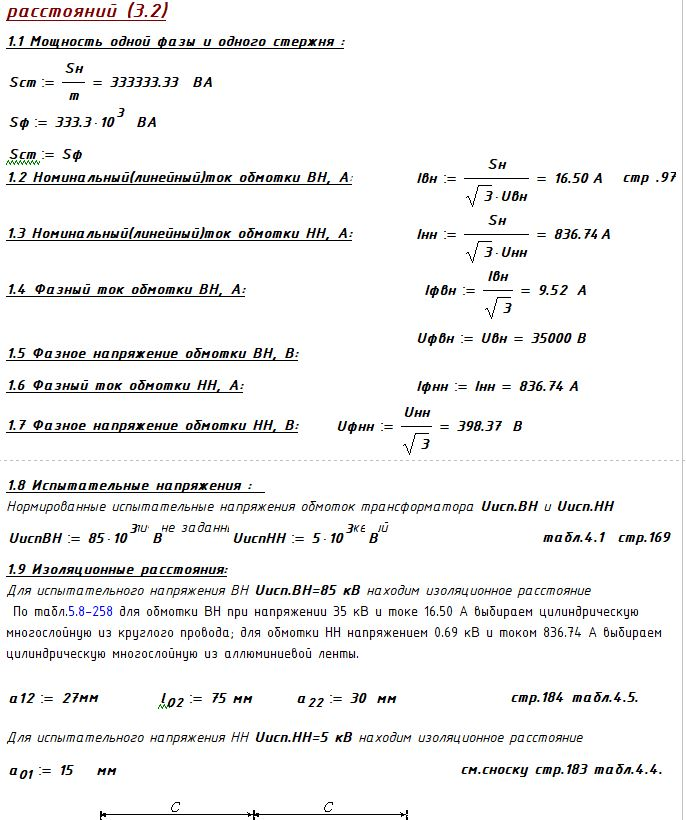 расстояний (3.2)
1.1 Мощность одной фазы и одного стержня :
Sст := Sн / m = 333333.33 ВА
Sф := 333.3·10^3 ВА
Sст := Sф
1.2 Номинальный(линейный)ток обмотки ВН, А: Iвн := Sн / √3·Uвн = 16.50 А стр .97
1.3 Номинальный(линейный)ток обмотки НН, А: Iнн := Sн / √3·Uнн = 836.74 А
1.4 Фазный ток обмотки ВН, А: Iфвн := Iвн / √3 = 9.52 А
Uфвн := Uвн = 35000 В
1.5 Фазное напряжение обмотки ВН, В:
1.6 Фазный ток обмотки НН, А: Iфнн := Iнн = 836.74 А
1.7 Фазное напряжение обмотки НН, В: Uфнн := Uнн / √3 = 398.37 В
1.8 Испытательные напряжения :
Нормированные испытательные напряжения обмоток трансформатора Uисп.ВН и Uисп.НН
не задан
UиспВН := 85·10^3 В UиспНН := 5·10^3 В табл.4.1 стр.169
1.9 Изоляционные расстояния:
Для испытательного напряжения ВН Uисп.ВН=85 кВ находим изоляционное расстояние
По табл.5.8-258 для обмотки ВН при напряжении 35 кВ и токе 16.50 А выбираем цилиндрическую
многослойную из круглого провода; для обмотки НН напряжением 0.69 кВ и током 836.74 А выбираем
цилиндрическую многослойную из аллюминиевой ленты.
a12 := 27мм l02 := 75 мм a22 := 30 мм стр.184 табл.4.5.
Для испытательного напряжения НН Uисп.НН=5 кВ находим изоляционное расстояние
a01 := 15 мм см.сноску стр.183 табл.4.4.
C C